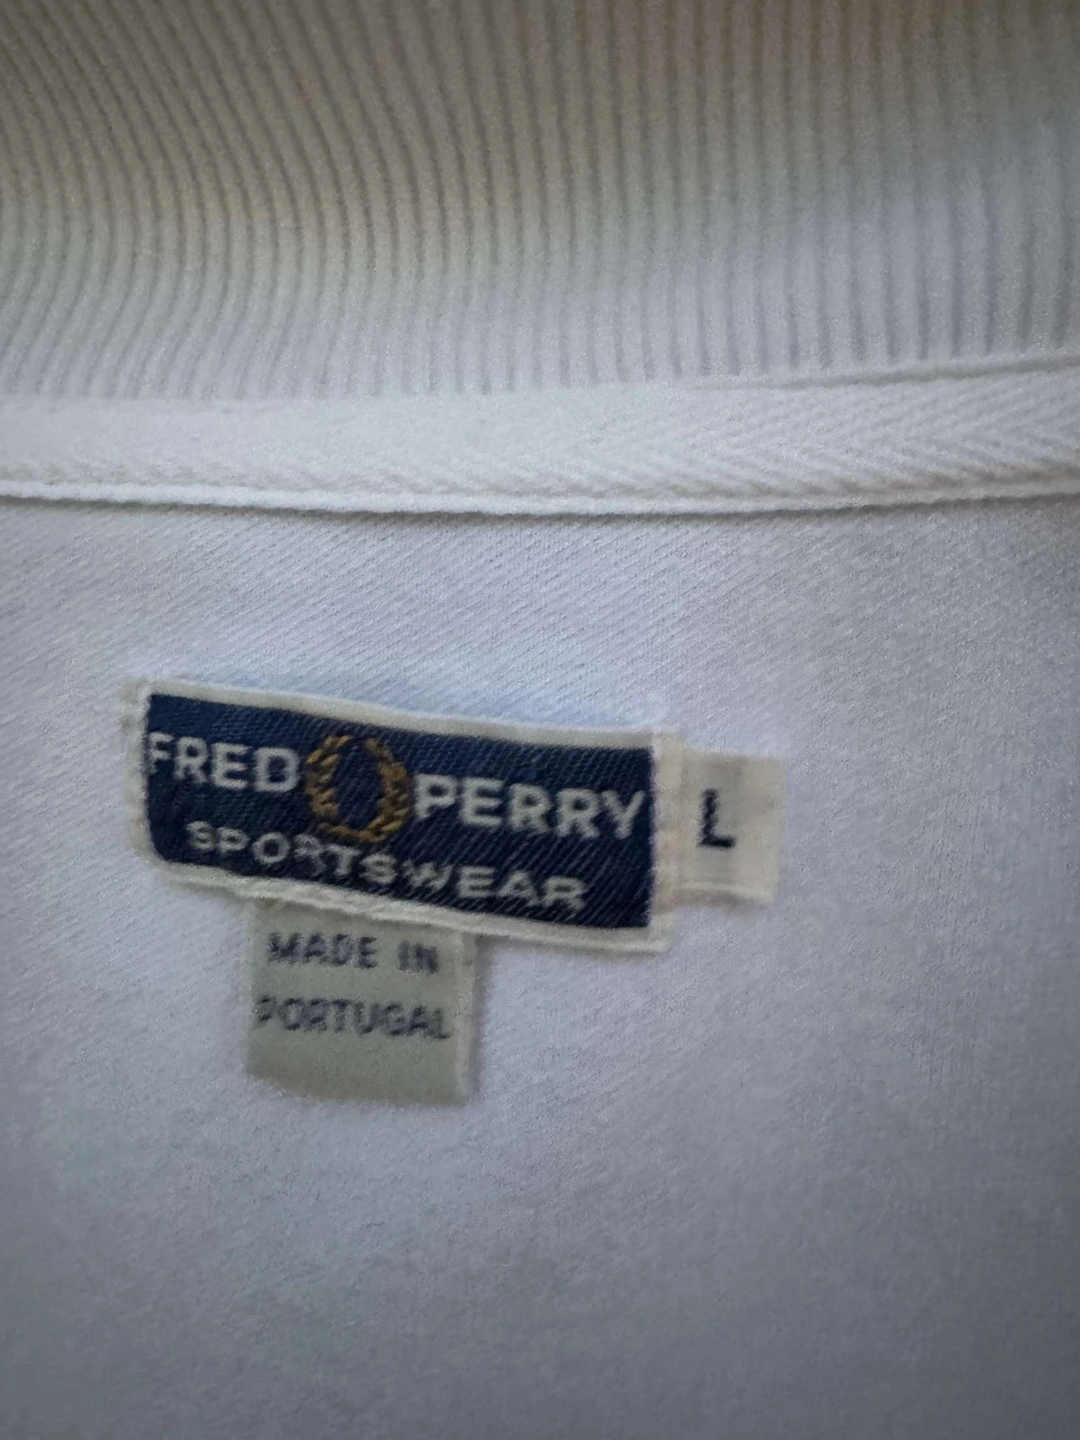 FRED PERRY
SPORTSWEAR
L
MADE IN
PORTUGAL